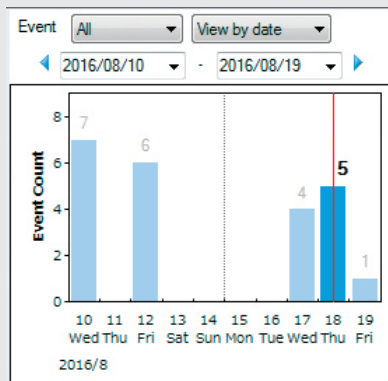 Event All View by date
2016/08/10 - 2016/08/19
Event Count
8
7
6
6
5
4
4
2
1
0
10 11 12 13 14 15 16 17 18 19
Wed Thu Fri Sat Sun Mon Tue Wed Thu Fri
2016/8